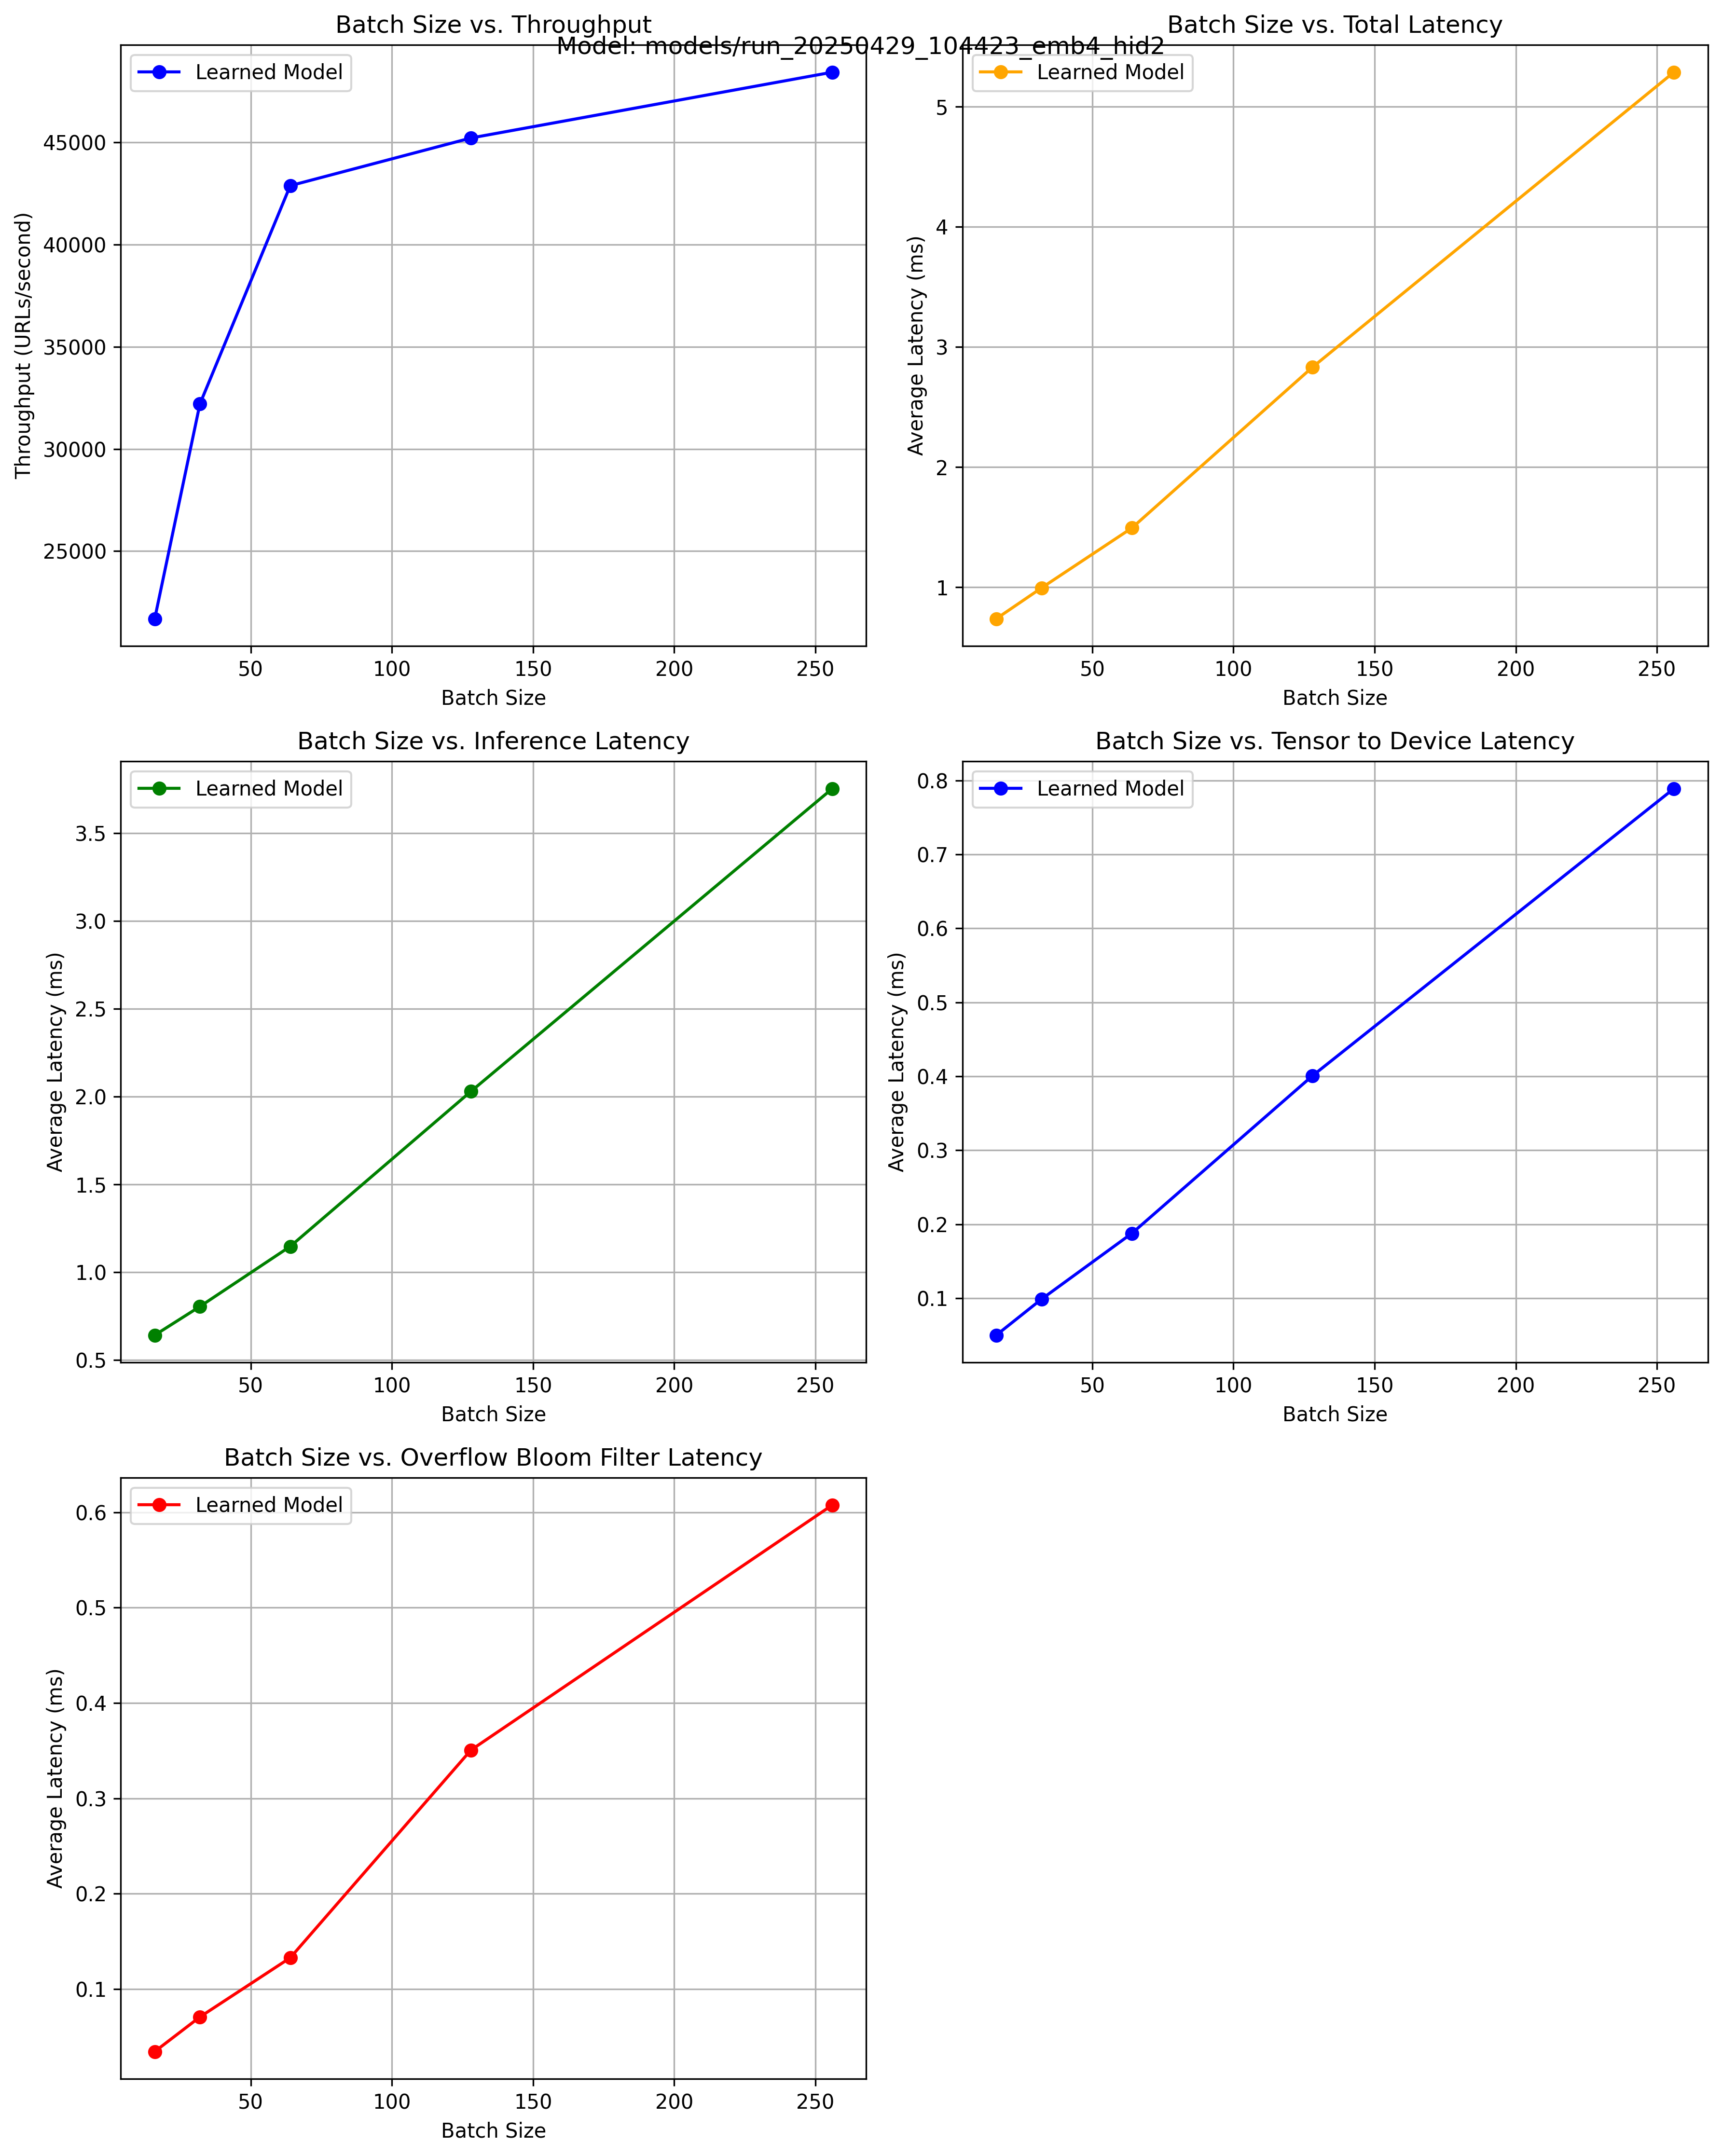 Model: models/run_20250429_104423_emb4_hid2
Batch Size vs. Throughput
Learned Model
Throughput (URLs/second)
45000
40000
35000
30000
25000
50 100 150 200 250
Batch Size
Batch Size vs. Total Latency
Learned Model
Average Latency (ms)
5
4
3
2
1
50 100 150 200 250
Batch Size
Batch Size vs. Inference Latency
Learned Model
Average Latency (ms)
3.5
3.0
2.5
2.0
1.5
1.0
0.5
50 100 150 200 250
Batch Size
Batch Size vs. Tensor to Device Latency
Learned Model
Average Latency (ms)
0.8
0.7
0.6
0.5
0.4
0.3
0.2
0.1
50 100 150 200 250
Batch Size
Batch Size vs. Overflow Bloom Filter Latency
Learned Model
Average Latency (ms)
0.6
0.5
0.4
0.3
0.2
0.1
50 100 150 200 250
Batch Size